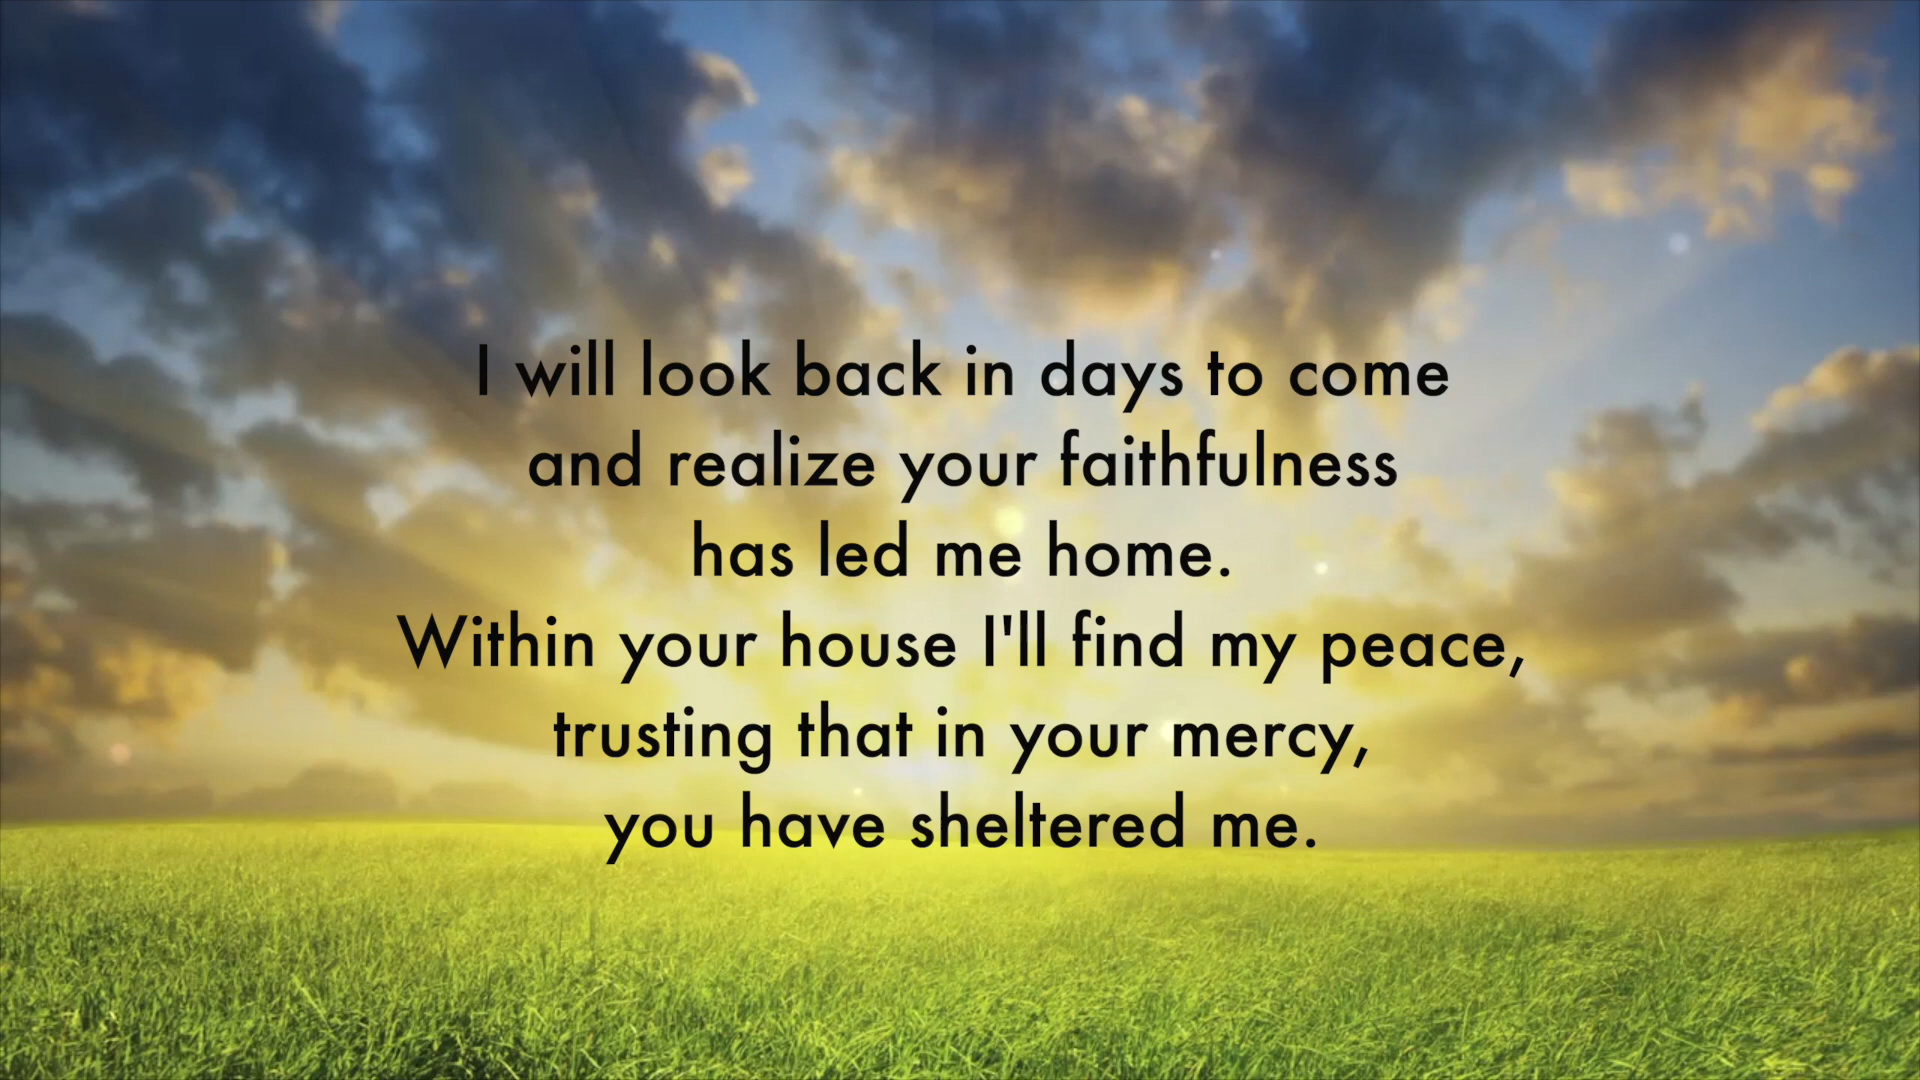 I will look back in days to come
and realize your faithfulness
has led me home.
Within your house I'll find my peace,
trusting that in your mercy,
you have sheltered me.